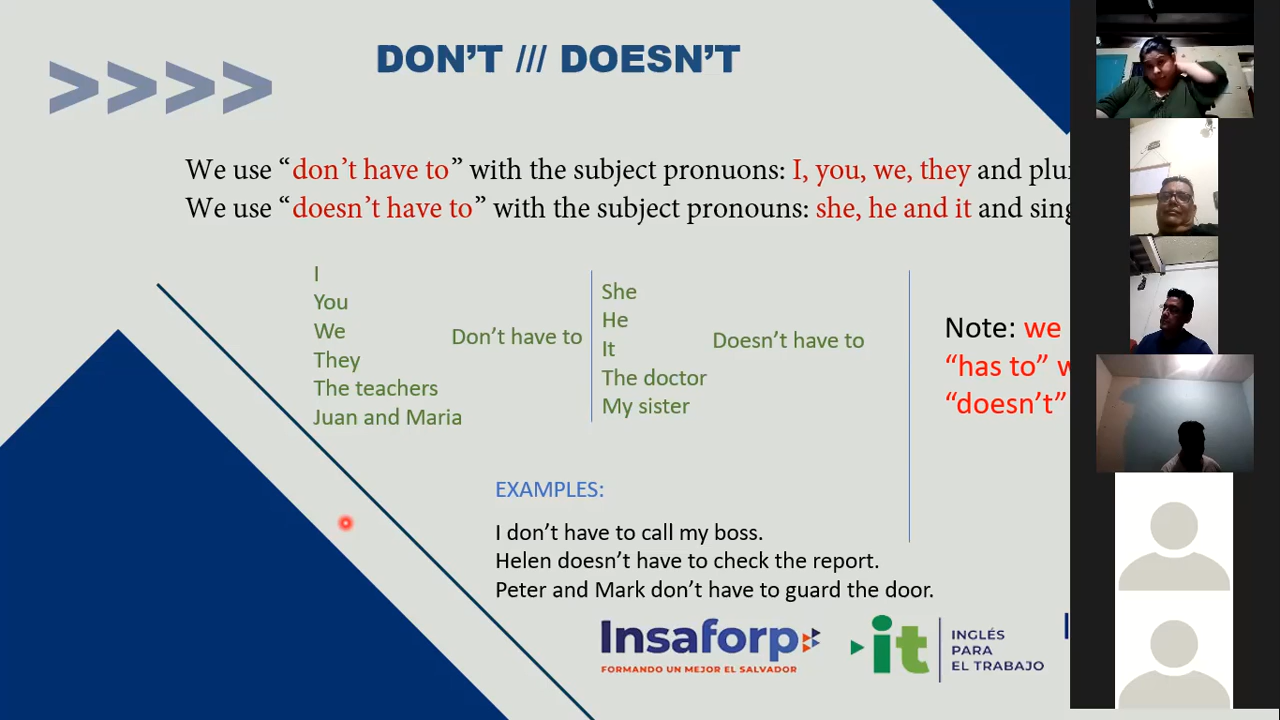 DON'T /// DOESN'T
We use “don't have to” with the subject pronuons: I, you, we, they and
We use “doesn't have to” with the subject pronouns: she, he and it and
I
You
We
They
The teachers
Juan and Maria
Don't have to
She
He
It
The doctor
My sister
Doesn't have to
Note: we
“has to”
“doesn't”
EXAMPLES:
I don't have to call my boss.
Helen doesn't have to check the report.
Peter and Mark don't have to guard the door.
Insaforp
FORMANDO UN MEJOR EL SALVADOR
it
INGLÉS
PARA
EL TRABAJO